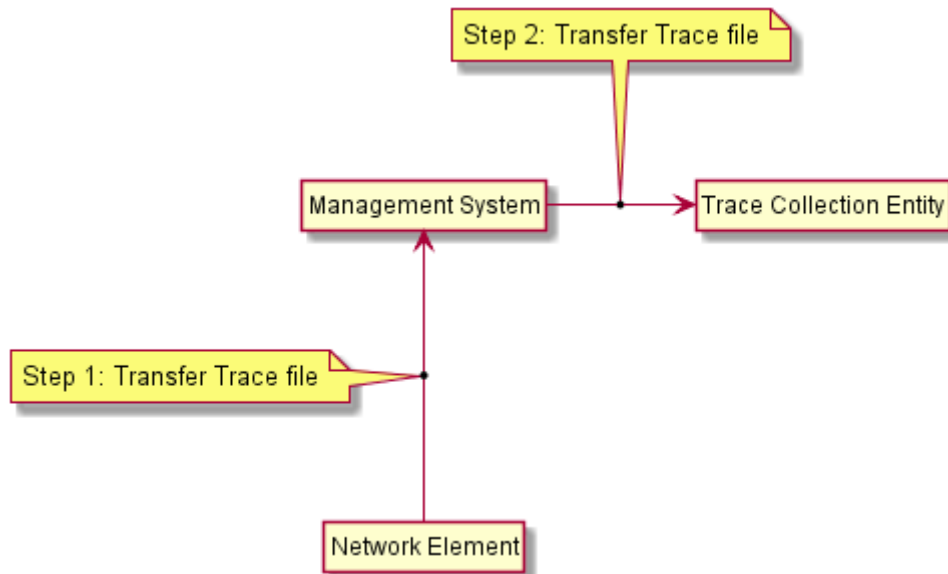 Step 2: Transfer Trace file
Management System
Trace Collection Entity
Step 1: Transfer Trace file
Network Element